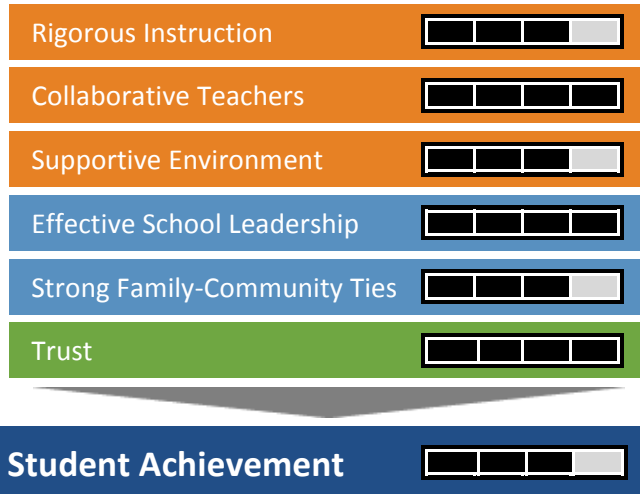 Rigorous Instruction
Collaborative Teachers
Supportive Environment
Effective School Leadership
Strong Family-Community Ties
Trust
Student Achievement